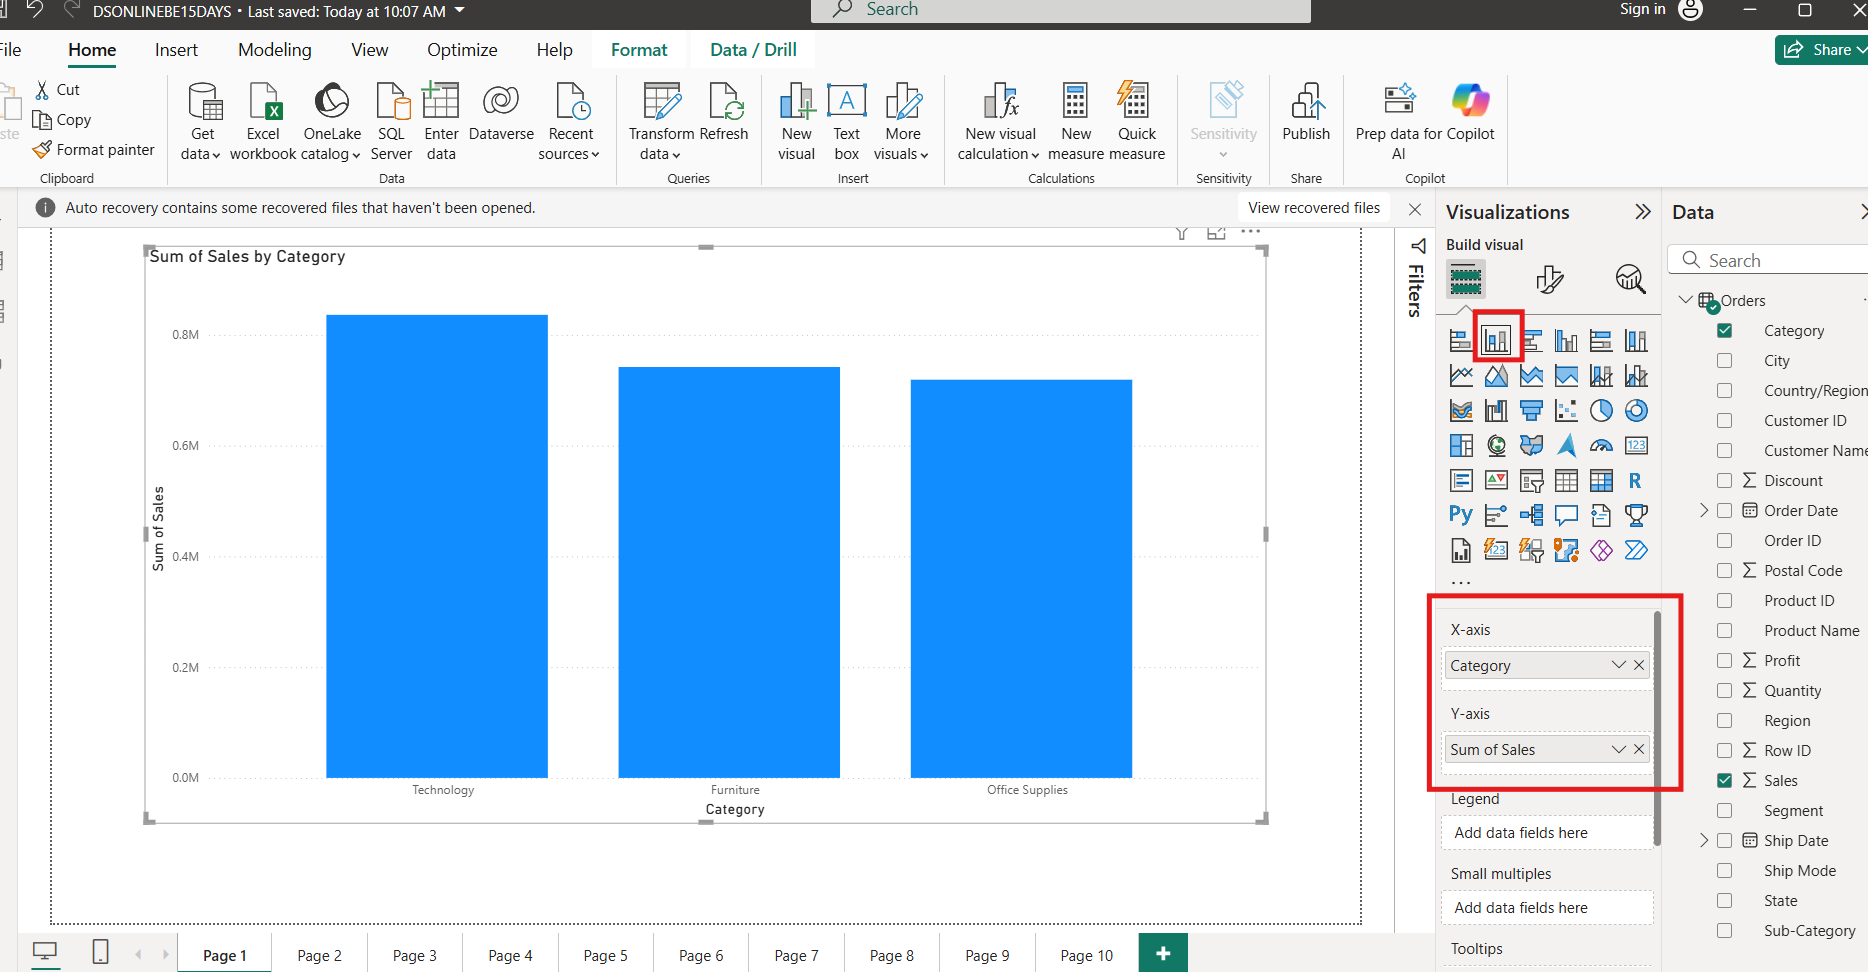 DSONLINEBE15DAYS • Last saved: Today at 10:07 AM
Search
Sign in
File
Home
Insert
Modeling
View
Optimize
Help
Format
Data / Drill
Share
Cut
Copy
Format painter
Clipboard
Get data
Excel workbook
OneLake catalog
SQL Server
Enter data
Dataverse
Recent sources
Data
Transform data
Refresh
Queries
New visual
Text box
More visuals
Insert
New visual calculation
New measure
Quick measure
Calculations
Sensitivity
Sensitivity
Publish
Share
Prep data for AI
Copilot
Copilot
Auto recovery contains some recovered files that haven't been opened.
View recovered files
Sum of Sales by Category
0.8M
0.6M
0.4M
0.2M
0.0M
Sum of Sales
Technology
Furniture
Office Supplies
Category
Filters
Visualizations
Build visual
123
R
Py
123
X-axis
Category
Y-axis
Sum of Sales
Legend
Add data fields here
Small multiples
Add data fields here
Tooltips
Data
Search
Orders
Category
City
Country/Region
Customer ID
Customer Name
Discount
Order Date
Order ID
Postal Code
Product ID
Product Name
Profit
Quantity
Region
Row ID
Sales
Segment
Ship Date
Ship Mode
State
Sub-Category
Page 1
Page 2
Page 3
Page 4
Page 5
Page 6
Page 7
Page 8
Page 9
Page 10